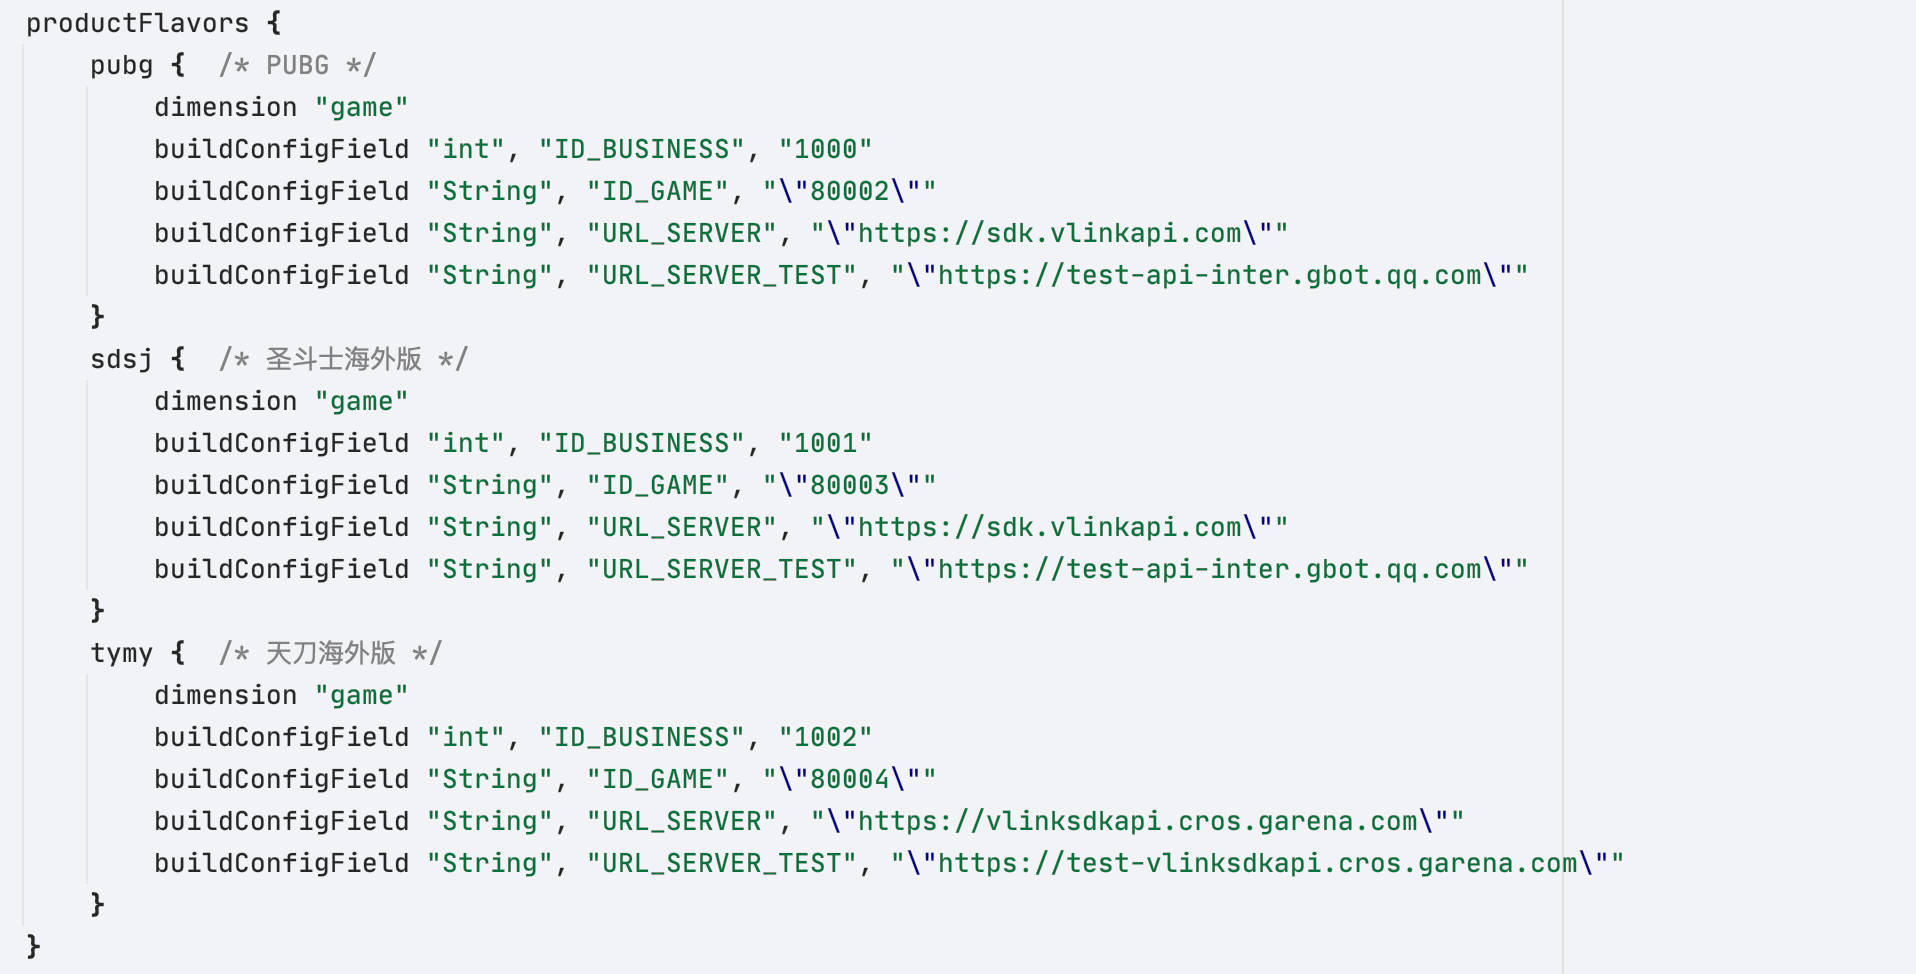 productFlavors {
    pubg {  /* PUBG */
        dimension "game"
        buildConfigField "int", "ID_BUSINESS", "1000"
        buildConfigField "String", "ID_GAME", "\"80002\""
        buildConfigField "String", "URL_SERVER", "\"https://sdk.vlinkapi.com\""
        buildConfigField "String", "URL_SERVER_TEST", "\"https://test-api-inter.gbot.qq.com\""
    }
    sdsj {  /* 圣斗士海外版 */
        dimension "game"
        buildConfigField "int", "ID_BUSINESS", "1001"
        buildConfigField "String", "ID_GAME", "\"80003\""
        buildConfigField "String", "URL_SERVER", "\"https://sdk.vlinkapi.com\""
        buildConfigField "String", "URL_SERVER_TEST", "\"https://test-api-inter.gbot.qq.com\""
    }
    tymy {  /* 天刀海外版 */
        dimension "game"
        buildConfigField "int", "ID_BUSINESS", "1002"
        buildConfigField "String", "ID_GAME", "\"80004\""
        buildConfigField "String", "URL_SERVER", "\"https://vlinksdkapi.cros.garena.com\""
        buildConfigField "String", "URL_SERVER_TEST", "\"https://test-vlinksdkapi.cros.garena.com\""
    }
}